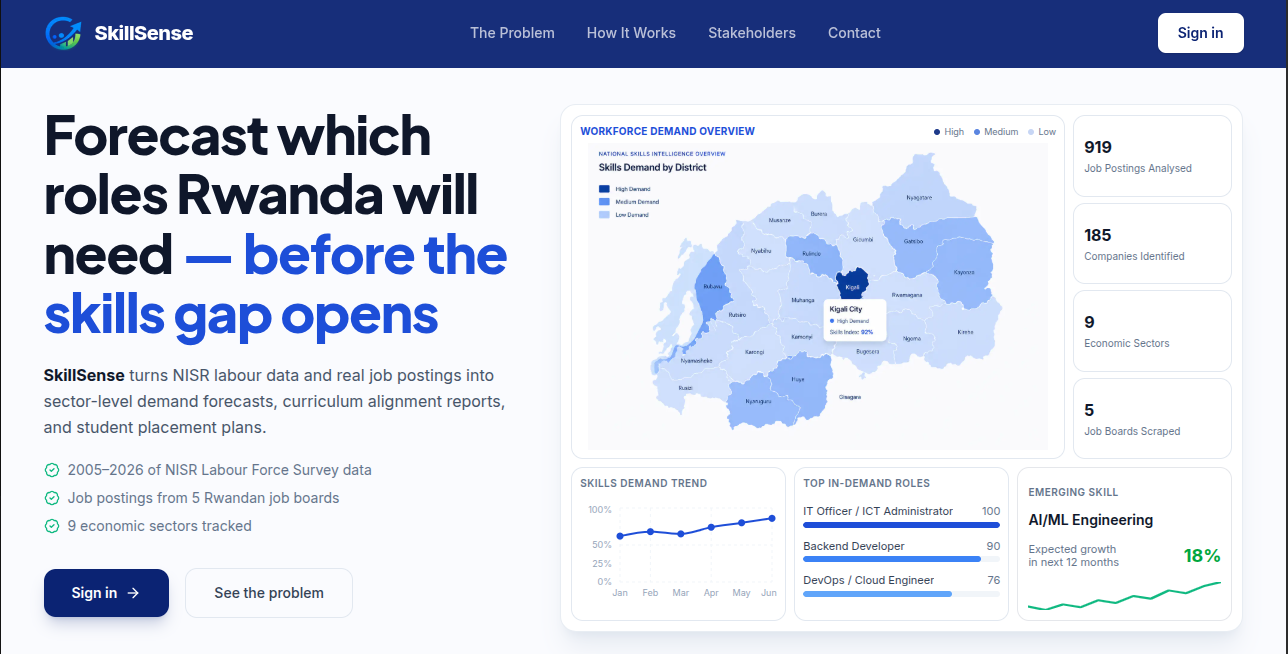 SkillSense
The Problem
How It Works
Stakeholders
Contact
Sign in
Forecast which
roles Rwanda will
need — before the
skills gap opens
SkillSense turns NISR labour data and real job postings into
sector-level demand forecasts, curriculum alignment reports,
and student placement plans.
2005–2026 of NISR Labour Force Survey data
Job postings from 5 Rwandan job boards
9 economic sectors tracked
Sign in →
See the problem
WORKFORCE DEMAND OVERVIEW
High
Medium
Low
NATIONAL SKILLS INTELLIGENCE OVERVIEW
Skills Demand by District
High Demand
Medium Demand
Low Demand
Nyagatare
Burera
Musanze
Gicumbi
Gatsibo
Nyabihu
Rulindo
Kayonza
Rubavu
Kigali
Rwamagana
Muhanga
Kigali City
High Demand
Skills Index: 92%
Rutsiro
Kamonyi
Ngoma
Kirehe
Karongi
Bugesera
Nyamasheke
Huye
Rusizi
Nyaruguru
Gisagara
919
Job Postings Analysed
185
Companies Identified
9
Economic Sectors
5
Job Boards Scraped
SKILLS DEMAND TREND
100%
50%
25%
0%
Jan
Feb
Mar
Apr
May
Jun
TOP IN-DEMAND ROLES
IT Officer / ICT Administrator 100
Backend Developer 90
DevOps / Cloud Engineer 76
EMERGING SKILL
AI/ML Engineering
Expected growth
in next 12 months
18%